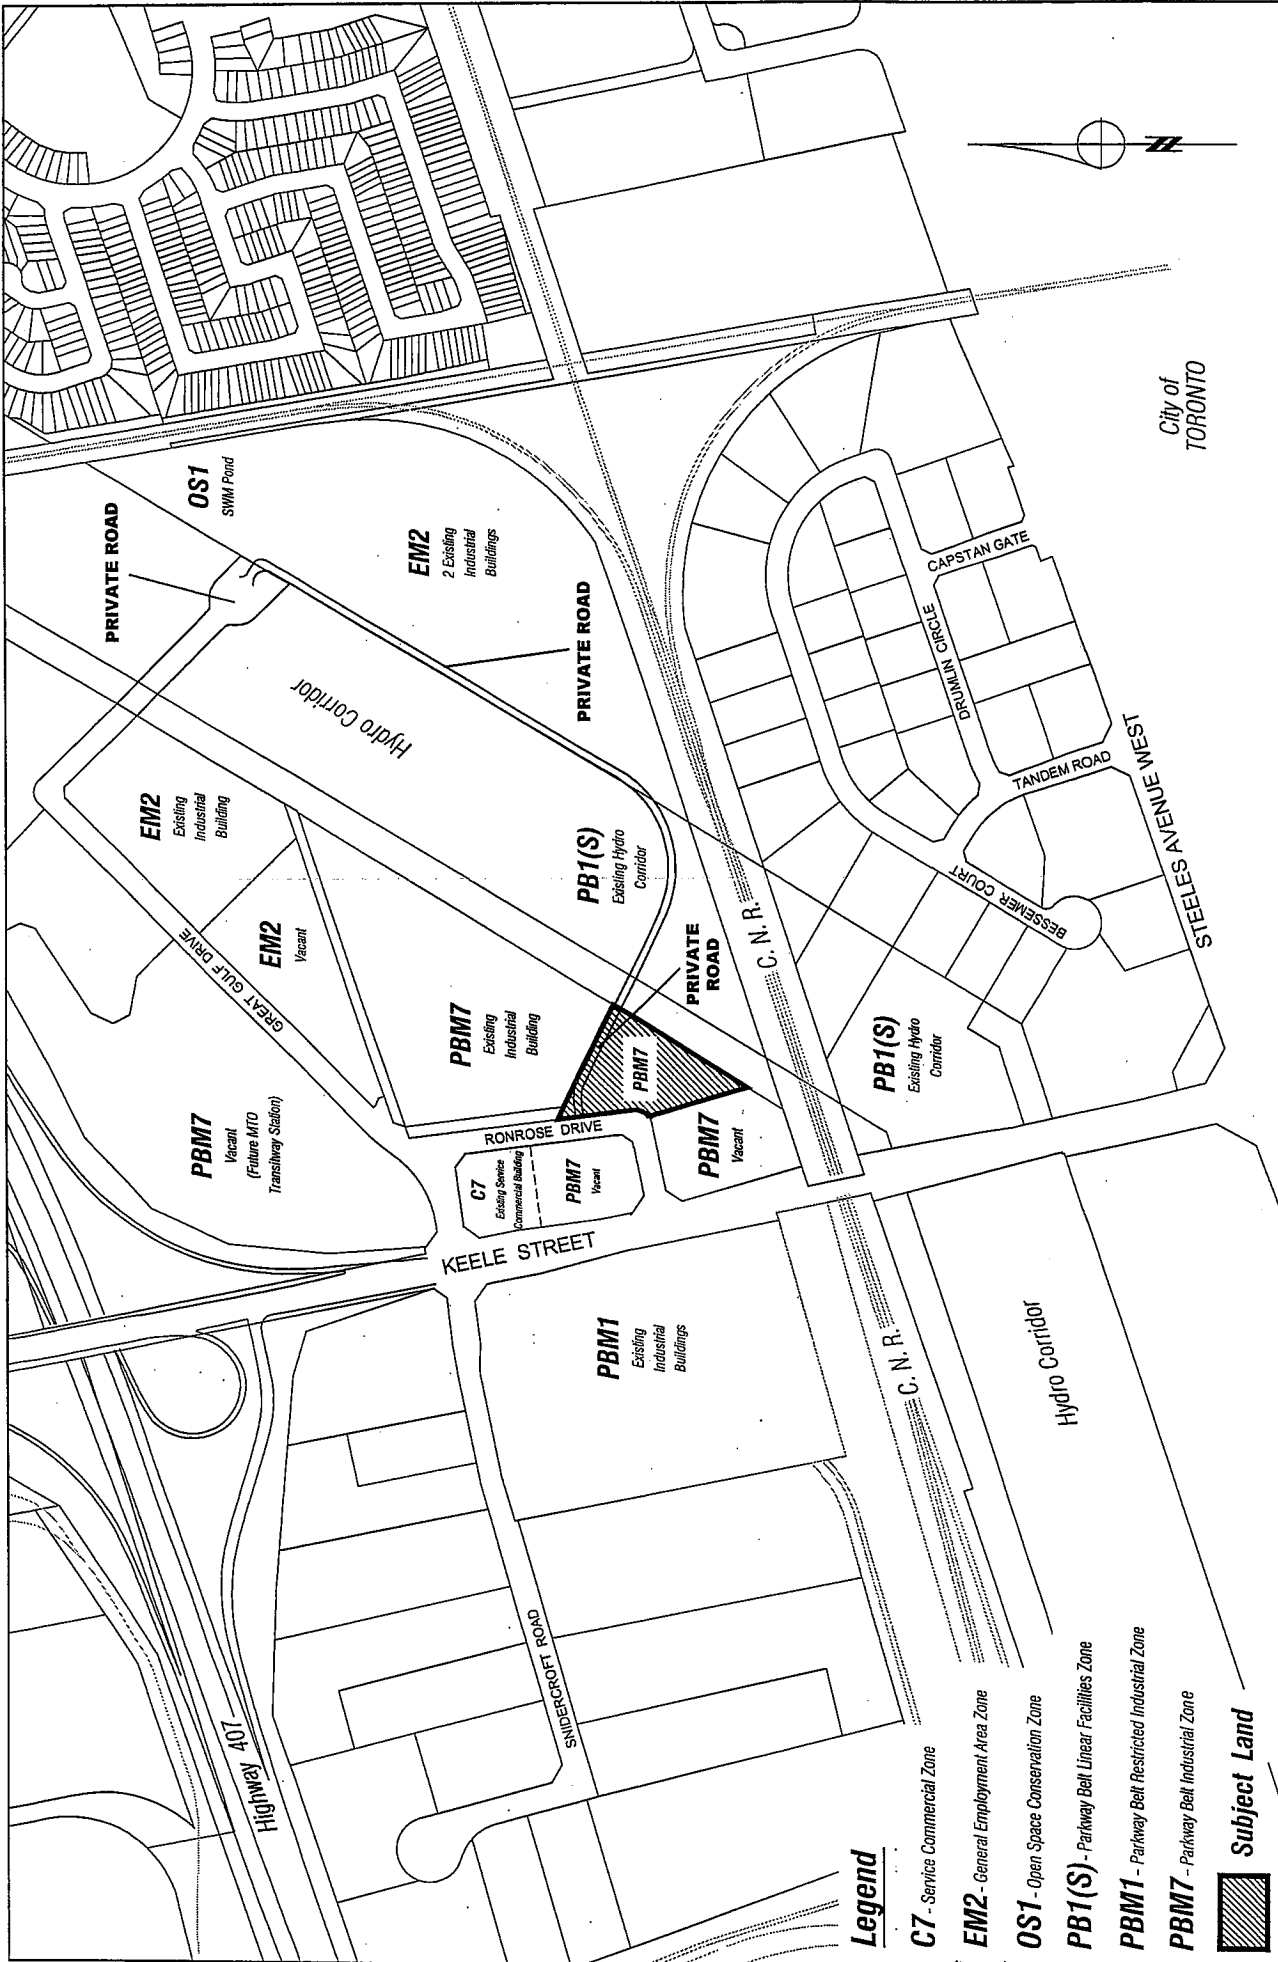 OS1
SWM Pond
PRIVATE ROAD
EM2
2 Existing
Industrial
Buildings
PRIVATE ROAD
Hydro Corridor
EM2
Existing
Industrial
Building
EM2
Vacant
GREAT GULF DRIVE
PB1(S)
Existing Hydro
Corridor
PRIVATE
ROAD
PBM7
Existing
Industrial
Building
PBM7
PBM7
Vacant
(Future MTO
Transitway Station)
RONROSE DRIVE
C7
Existing Service
Commercial Building
PBM7
Vacant
PBM7
Vacant
KEELE STREET
PBM1
Existing
Industrial
Buildings
SNIDERCROFT ROAD
Highway 407
C. N. R.
C. N. R.
Hydro Corridor
PB1(S)
Existing Hydro
Corridor
BESSEMER COURT
TANDEM ROAD
DRUMLIN CIRCLE
CAPSTAN GATE
STEELES AVENUE WEST
City of
TORONTO
N
Legend
C7 - Service Commercial Zone
EM2 - General Employment Area Zone
OS1 - Open Space Conservation Zone
PB1(S) - Parkway Belt Linear Facilities Zone
PBM1 - Parkway Belt Restricted Industrial Zone
PBM7 - Parkway Belt Industrial Zone
Subject Land